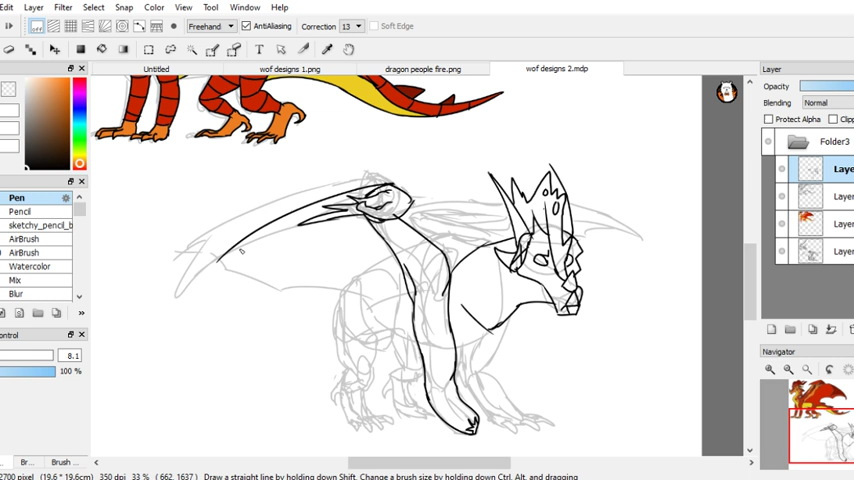 Edit View Layer Filter Select Snap Color Tool Window Help
off Freehand AntiAliasing Correction 13 Soft Edge
T
Untitled wof designs 1.png dragon people fire.png wof designs 2.mdp
Layer
Opacity
Blending Normal
Protect Alpha
Folder3
Pen
Pencil
sketchy_pencil_b
AirBrush
AirBrush
Watercolor
Mix
Blur
8.1
100 %
Br... Brush ...
Navigator
2700 pixel (19.6 * 19.6cm) 350 dpi 33 % ( 662, 1637 ) Draw a straight line by holding down Shift, Change a brush size by holding down Ctrl, Alt, and dragging